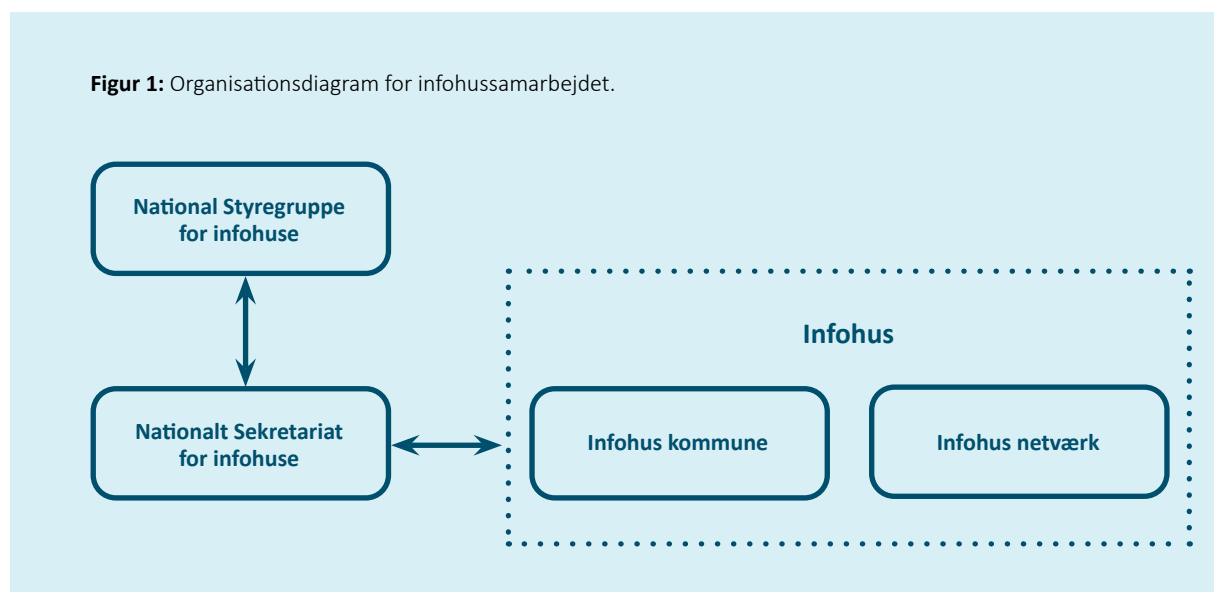 Figur 1: Organisationsdiagram for infohussamarbejdet.
National Styregruppe
for infohuse
Infohus
Nationalt Sekretariat
for infohuse
Infohus kommune
Infohus netværk